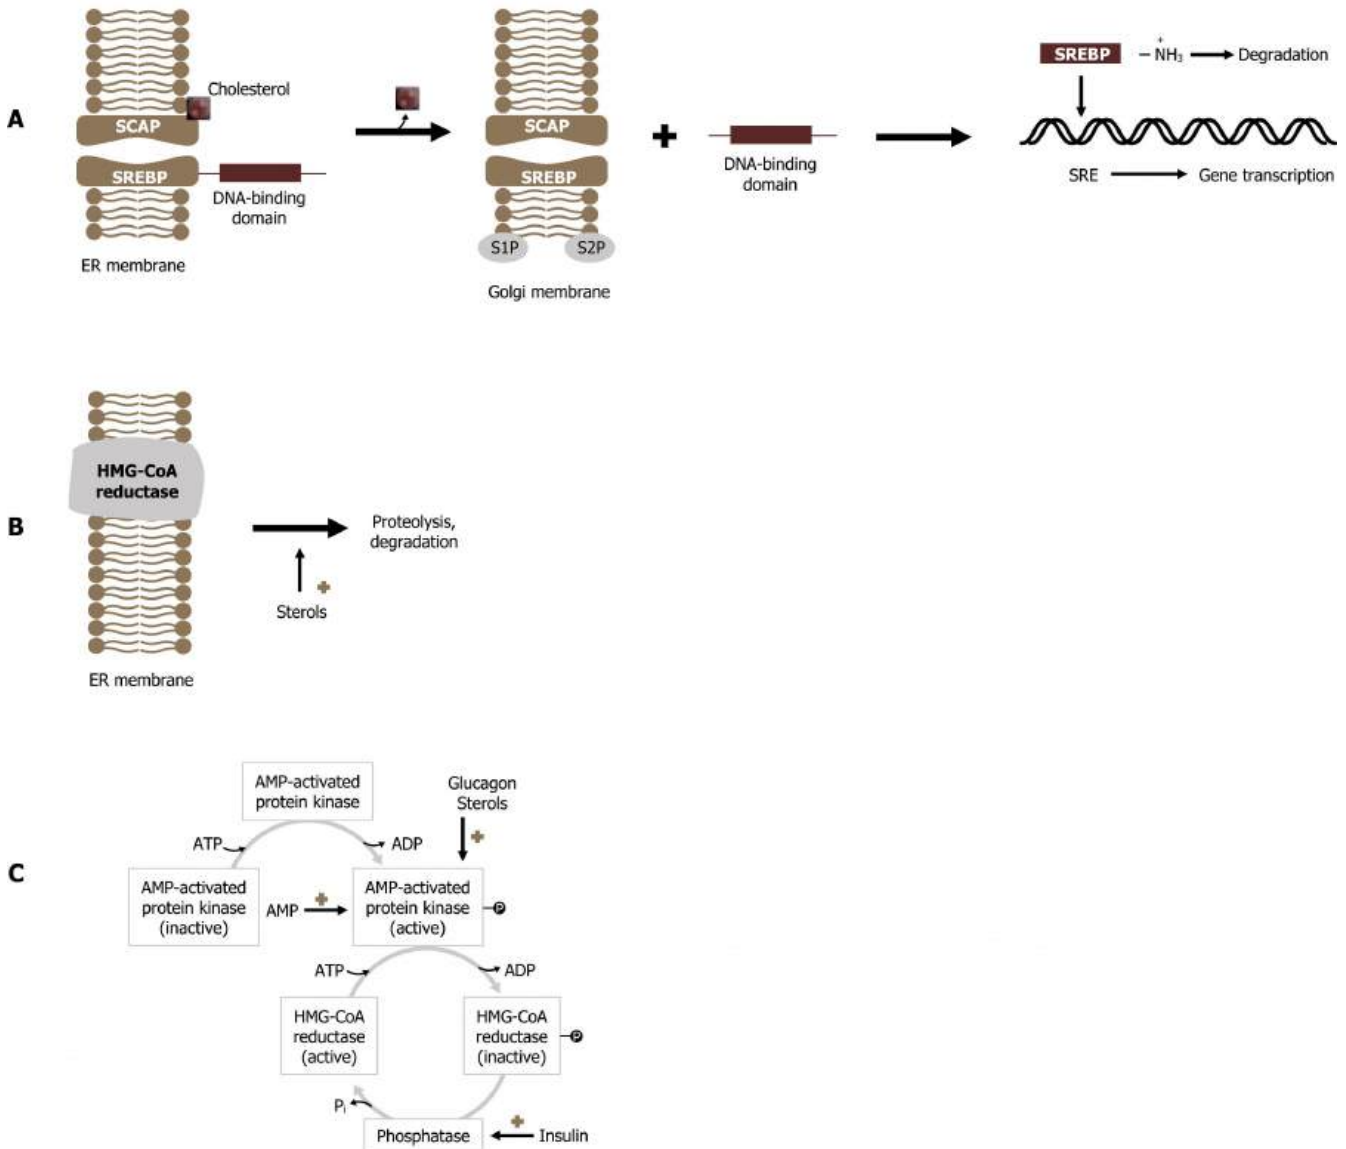 A
Cholesterol
SCAP
SREBP
DNA-binding
domain
ER membrane
SCAP
SREBP
S1P
S2P
Golgi membrane
DNA-binding
domain
SREBP
+
– NH₃
Degradation
SRE
Gene transcription
B
HMG-CoA
reductase
ER membrane
Proteolysis,
degradation
Sterols
C
AMP-activated
protein kinase
Glucagon
Sterols
ATP
ADP
AMP-activated
protein kinase
(inactive)
AMP
AMP-activated
protein kinase
(active)
P
ATP
ADP
HMG-CoA
reductase
(active)
HMG-CoA
reductase
(inactive)
P
Pᵢ
Phosphatase
Insulin